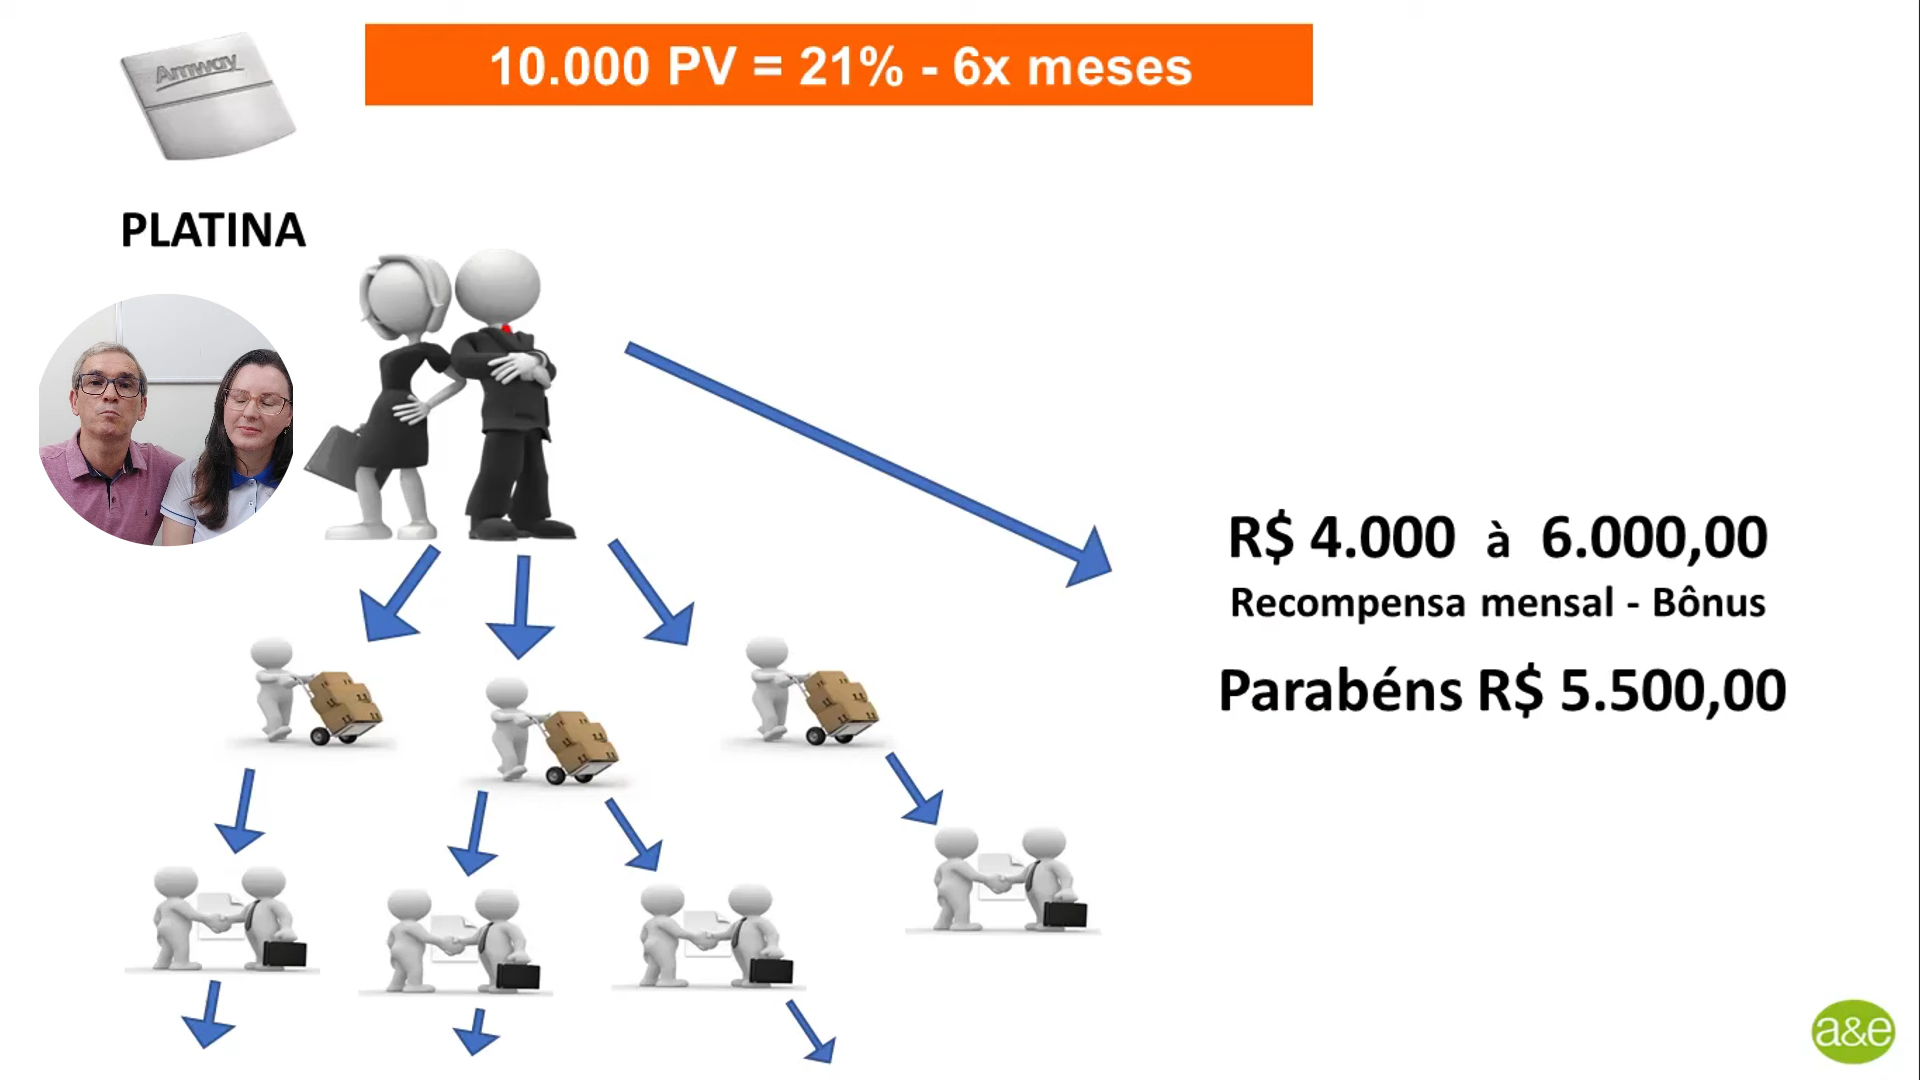 Amway
10.000 PV = 21% - 6x meses
PLATINA
R$ 4.000 à 6.000,00
Recompensa mensal - Bônus
Parabéns R$ 5.500,00
a&e